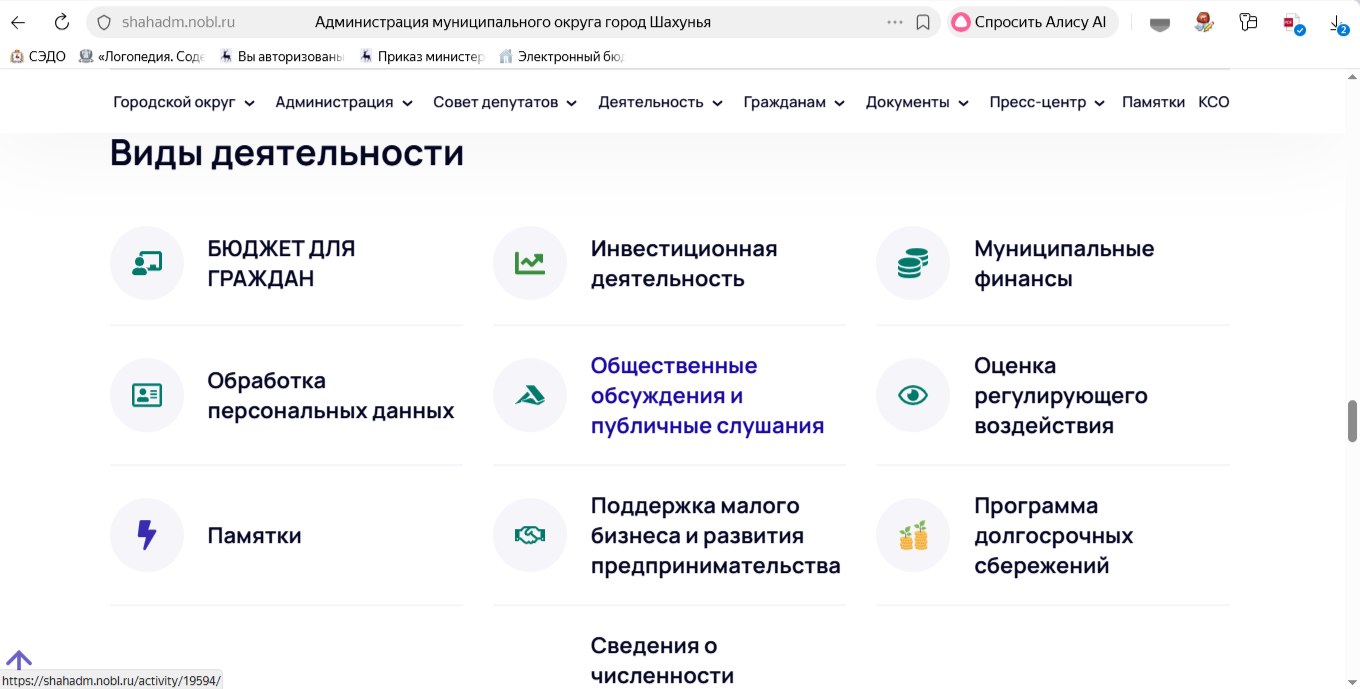 shahadm.nobl.ru Администрация муниципального округа город Шахунья Спросить Алису AI 2
СЭДО «Логопедия. Соде Вы авторизованы Приказ министер Электронный бюд
Городской округ Администрация Совет депутатов Деятельность Гражданам Документы Пресс-центр Памятки КСО
Виды деятельности
БЮДЖЕТ ДЛЯ
ГРАЖДАН
Инвестиционная
деятельность
Муниципальные
финансы
Обработка
персональных данных
Общественные
обсуждения и
публичные слушания
Оценка
регулирующего
воздействия
Памятки
Поддержка малого
бизнеса и развития
предпринимательства
Программа
долгосрочных
сбережений
Сведения о
численности
https://shahadm.nobl.ru/activity/19594/